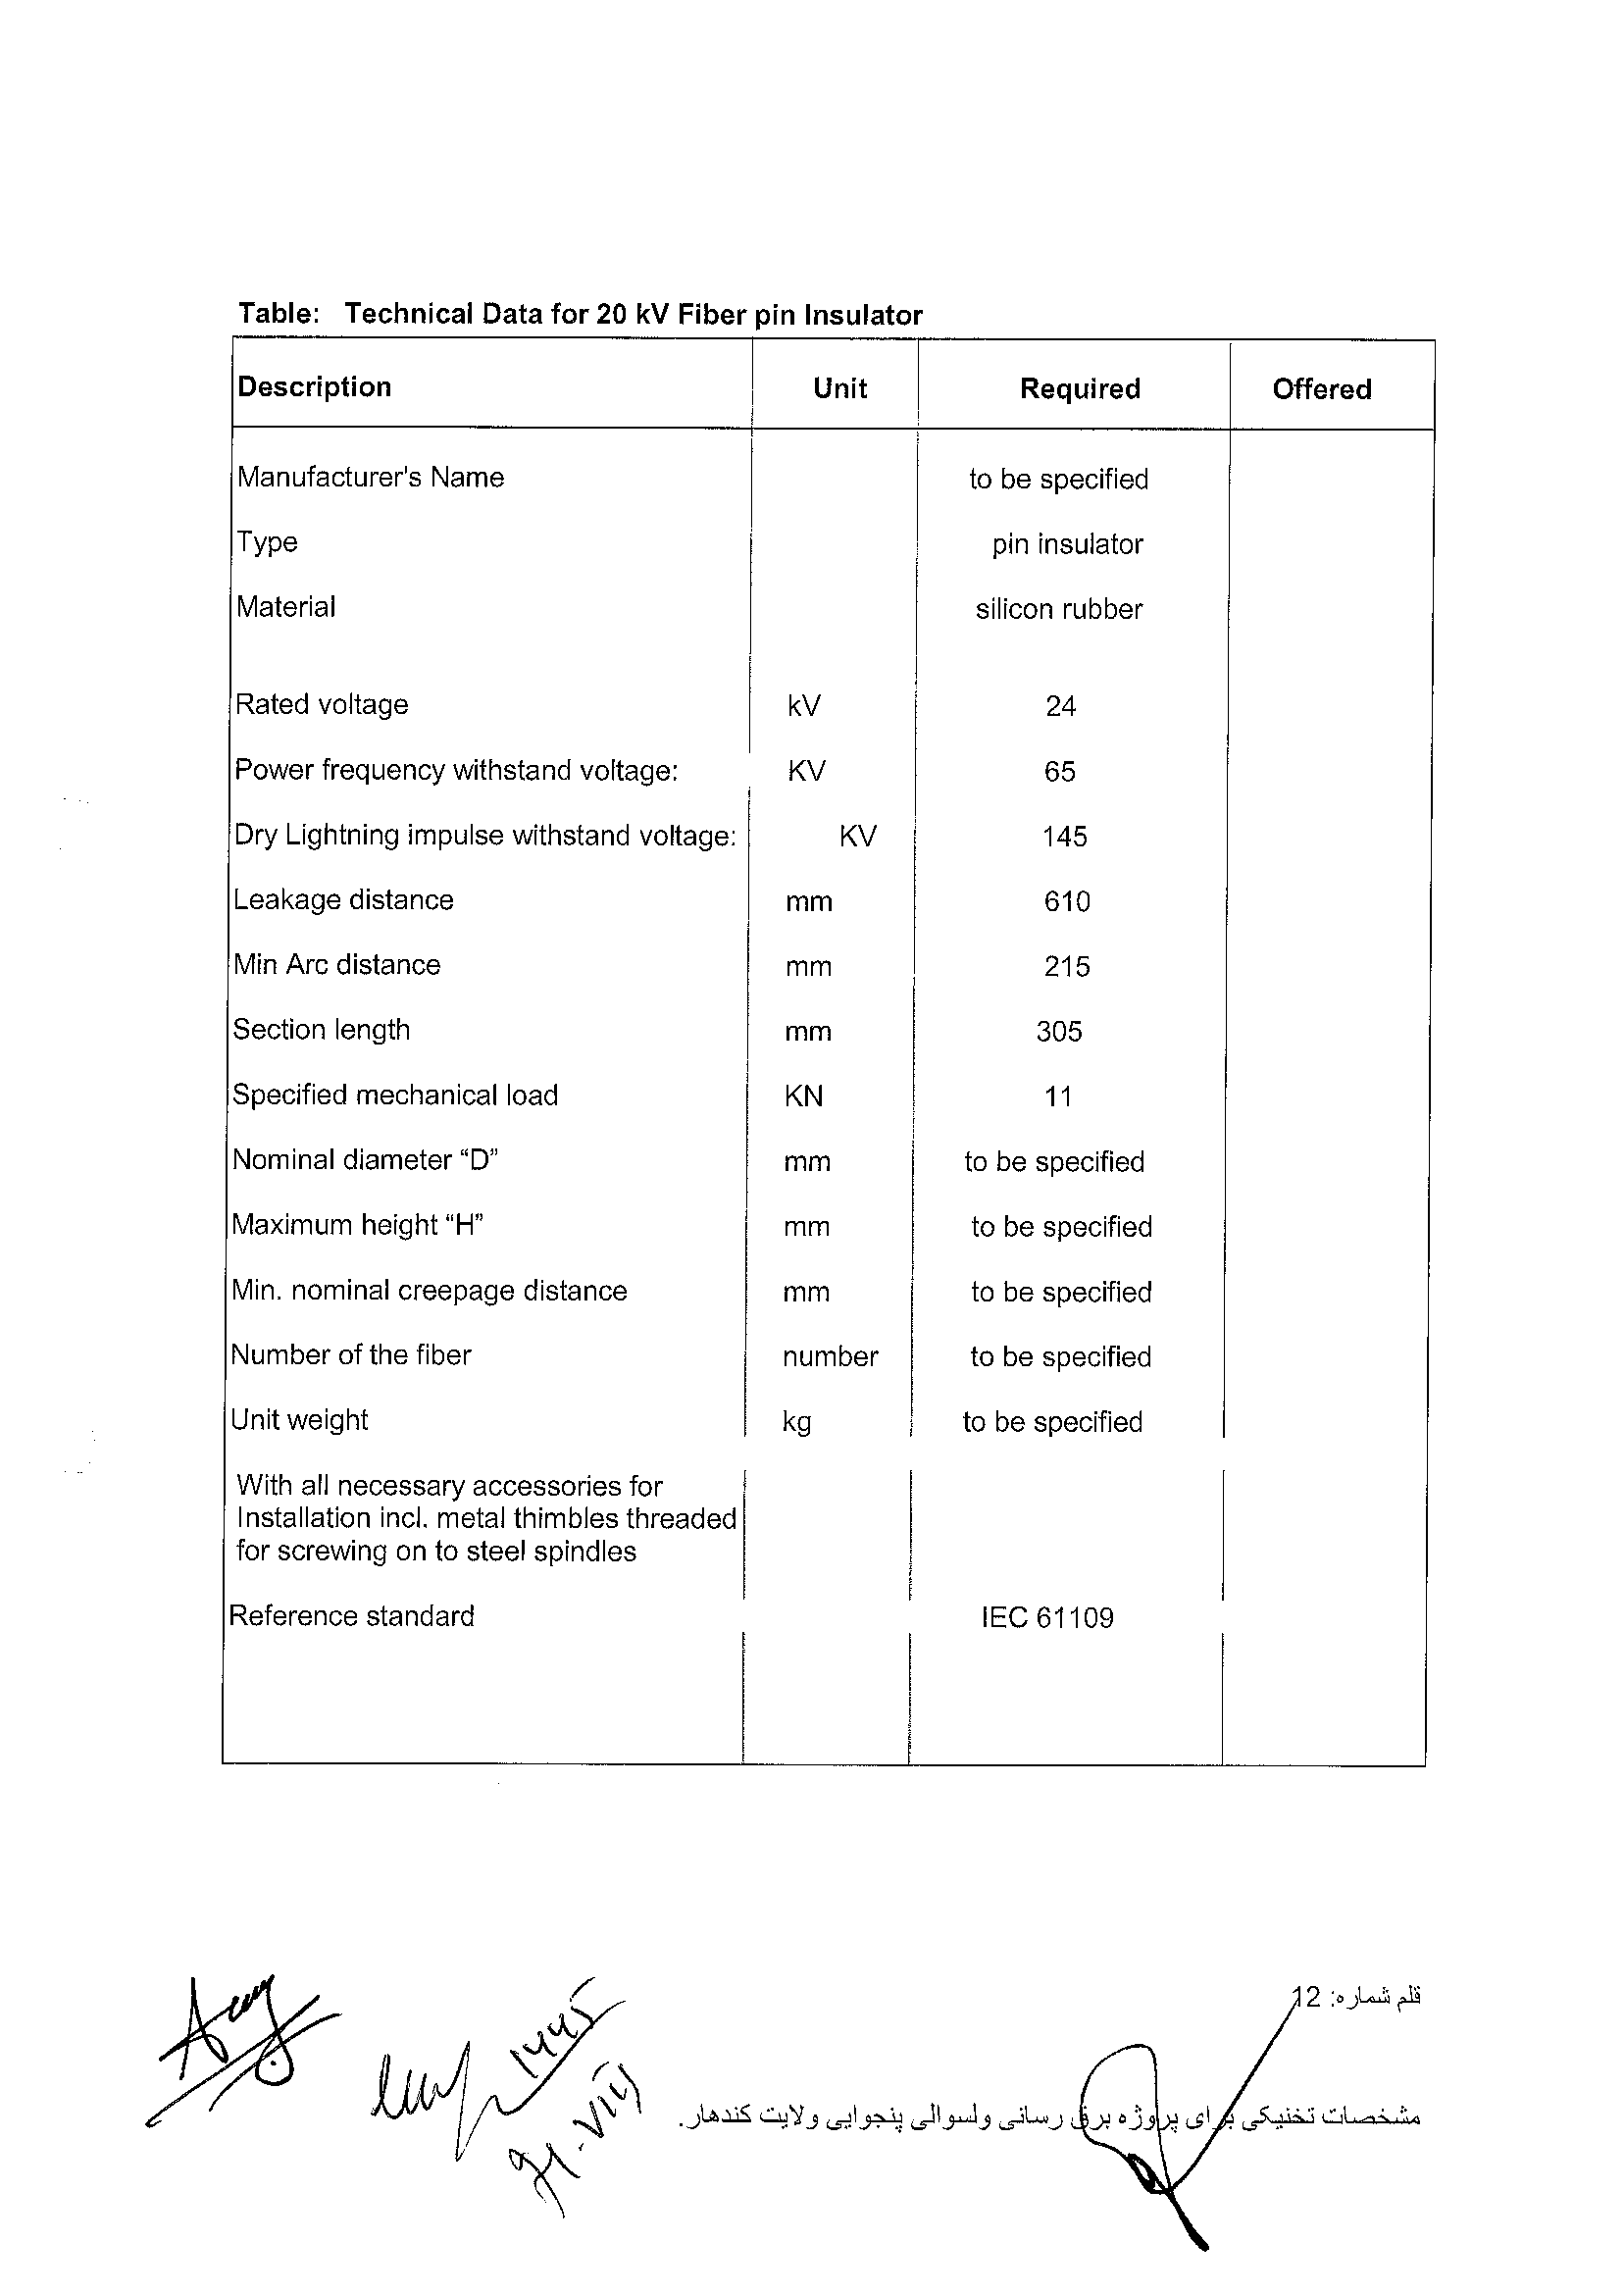 Table: Technical Data for 20 kV Fiber pin Insulator
Description Unit Required Offered
Manufacturer's Name to be specified
Type pin insulator
Material silicon rubber
Rated voltage kV 24
Power frequency withstand voltage: KV 65
Dry Lightning impulse withstand voltage: KV 145
Leakage distance mm 610
Min Arc distance mm 215
Section length mm 305
Specified mechanical load KN 11
Nominal diameter “D” mm to be specified
Maximum height “H” mm to be specified
Min. nominal creepage distance mm to be specified
Number of the fiber number to be specified
Unit weight kg to be specified
With all necessary accessories for
Installation incl. metal thimbles threaded
for screwing on to steel spindles
Reference standard IEC 61109
قلم شماره: 12
مشخصات تخنیکی برای پروژه برق رسانی ولسوالی پنجوایی ولایت کندهار.